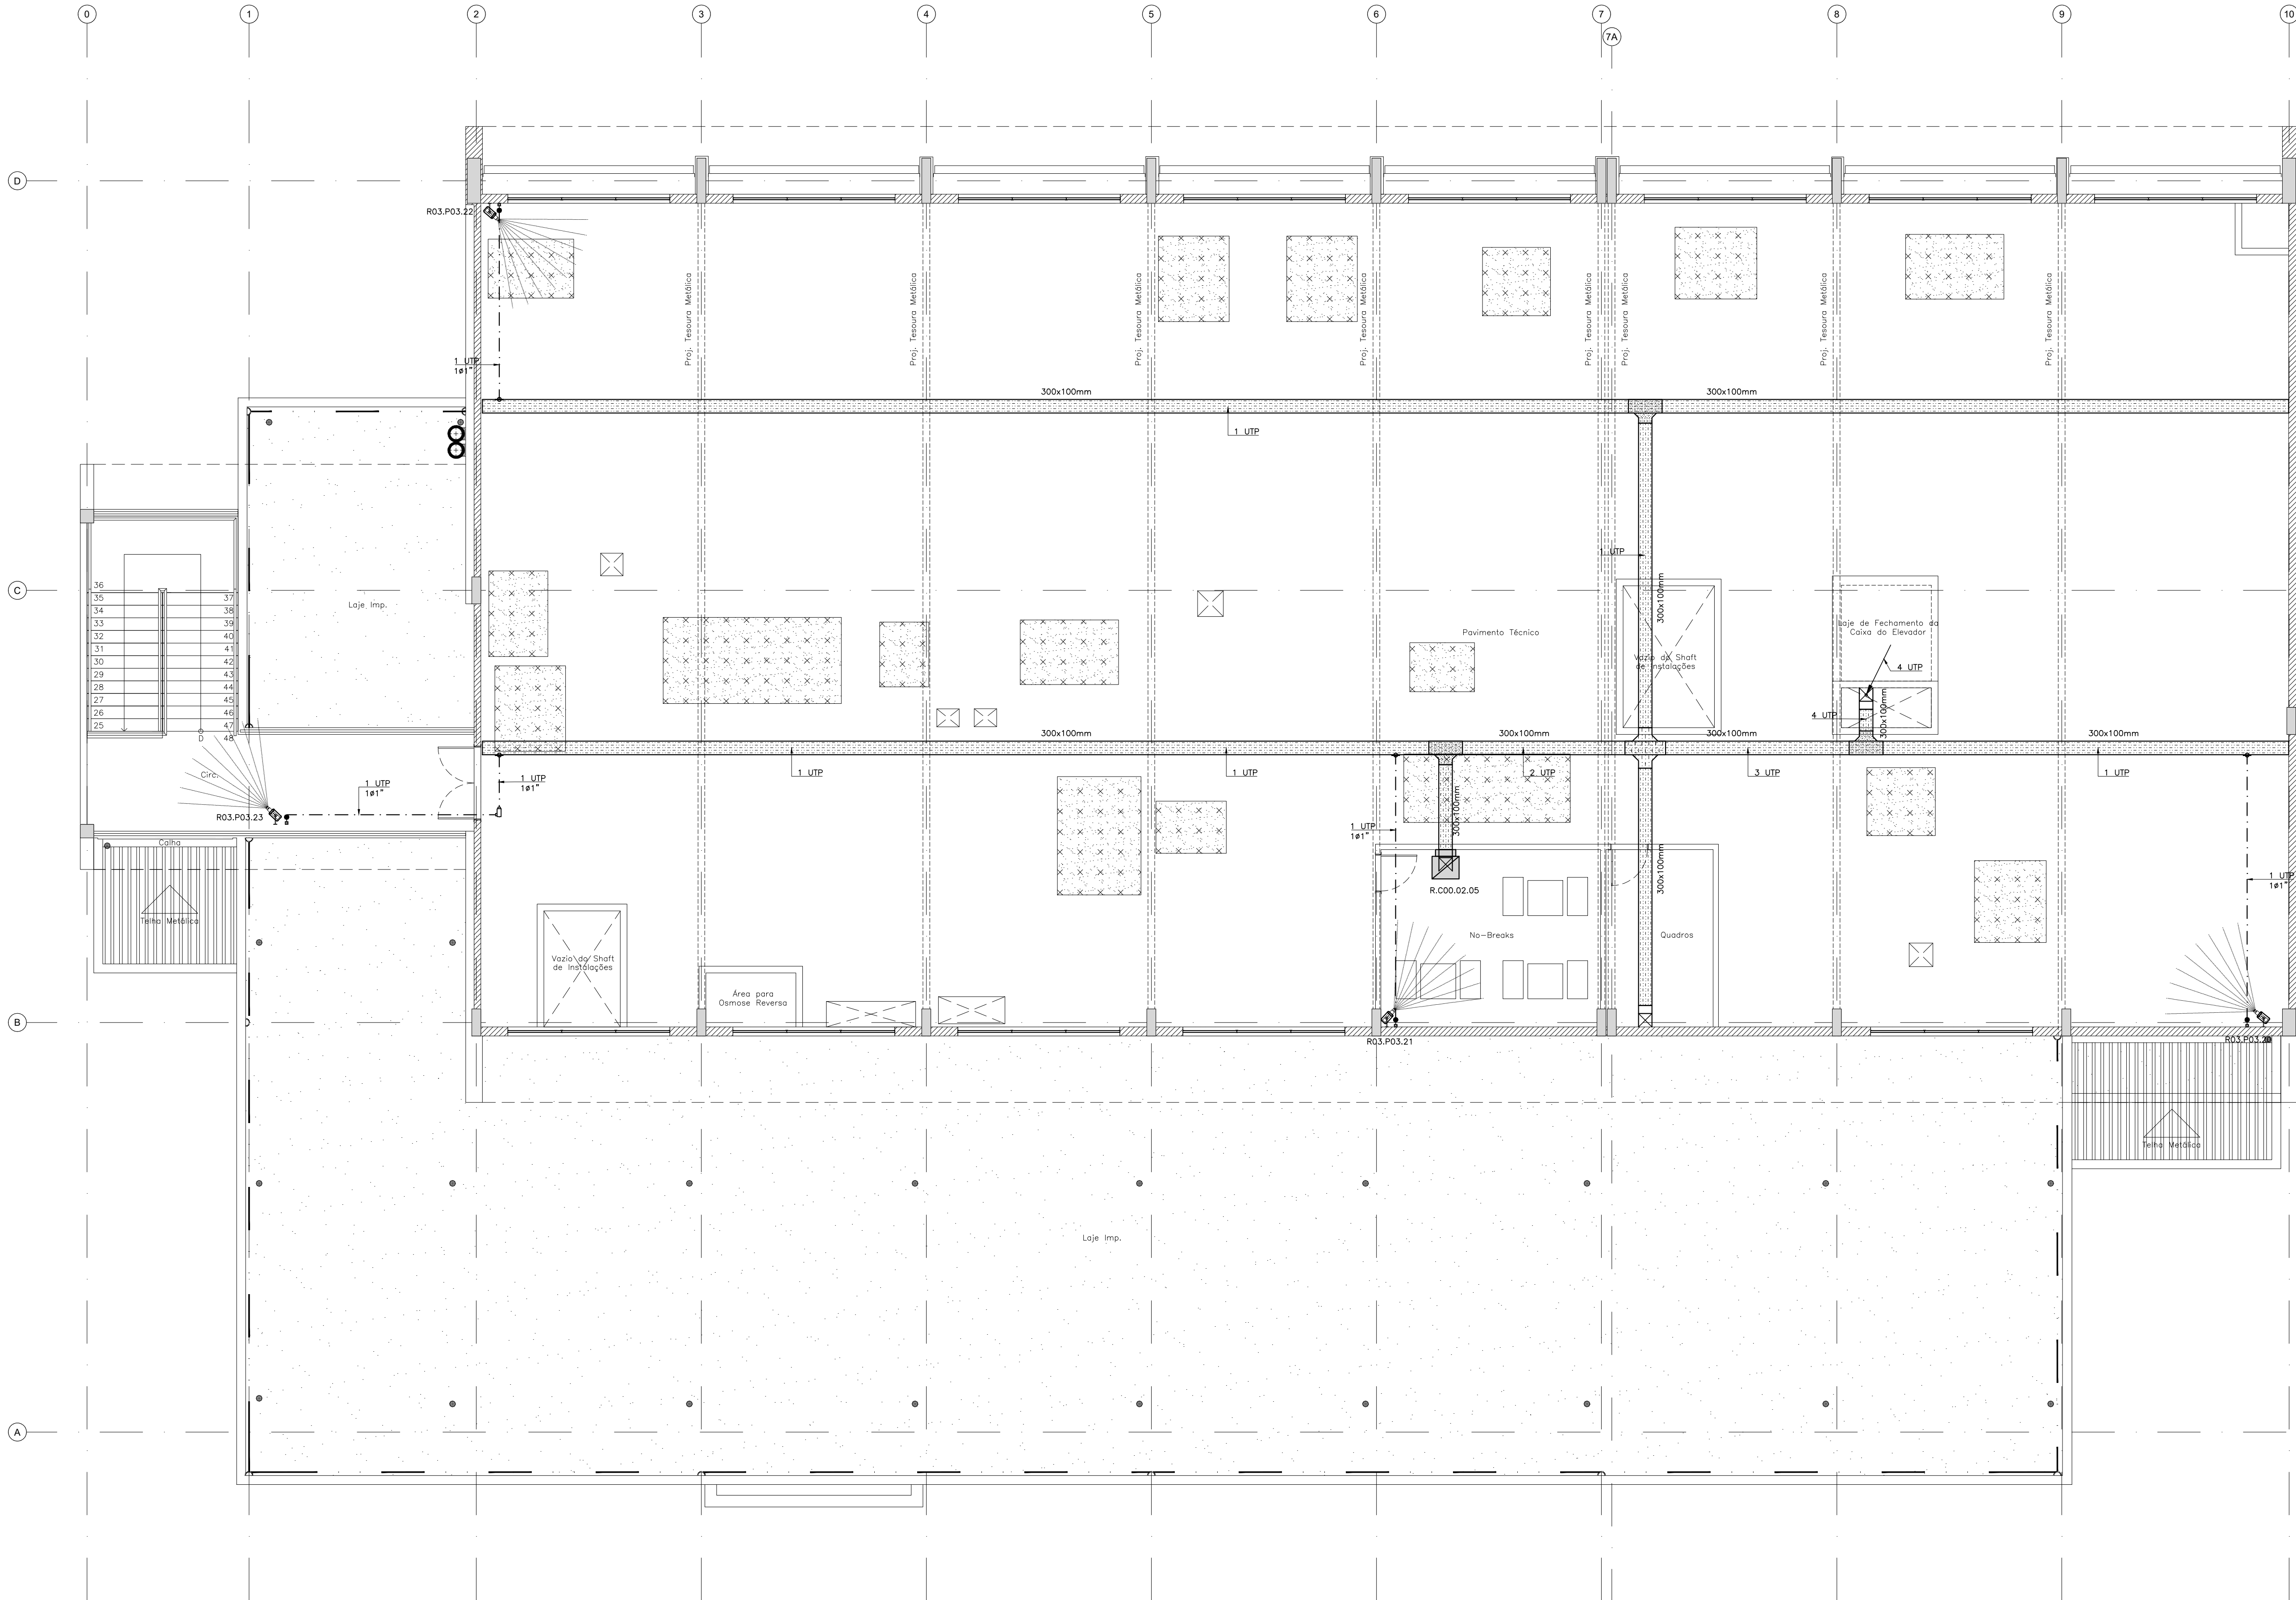 0
1
2
3
4
5
6
7
8
9
10
7A
D
R03.P03.22
Proj. Tesoura Metálica
Proj. Tesoura Metálica
Proj. Tesoura Metálica
Proj. Tesoura Metálica
Proj. Tesoura Metálica
Proj. Tesoura Metálica
Proj. Tesoura Metálica
Proj. Tesoura Metálica
1 UTP
1ø1"
300x100mm
300x100mm
1 UTP
1 UTP
C
36
35
34
33
32
31
30
29
28
27
26
25
37
38
39
40
41
42
43
44
45
46
47
48
D
Laje Imp.
300x100mm
Pavimento Técnico
Vazio do Shaft
de Instalações
Laje de Fechamento da
Caixa do Elevador
4 UTP
4 UTP
300x100mm
300x100mm
300x100mm
300x100mm
300x100mm
Circ.
1 UTP
1ø1"
1 UTP
1ø1"
1 UTP
1 UTP
2 UTP
3 UTP
1 UTP
R03.P03.23
1 UTP
1ø1"
300x100mm
300x100mm
Calha
Telha Metálica
R.C00.02.05
1 UTP
1ø1"
No-Breaks
Quadros
Vazio do Shaft
de Instalações
Área para
Osmose Reversa
B
R03.P03.21
R03.P03.20
Telha Metálica
Laje Imp.
A